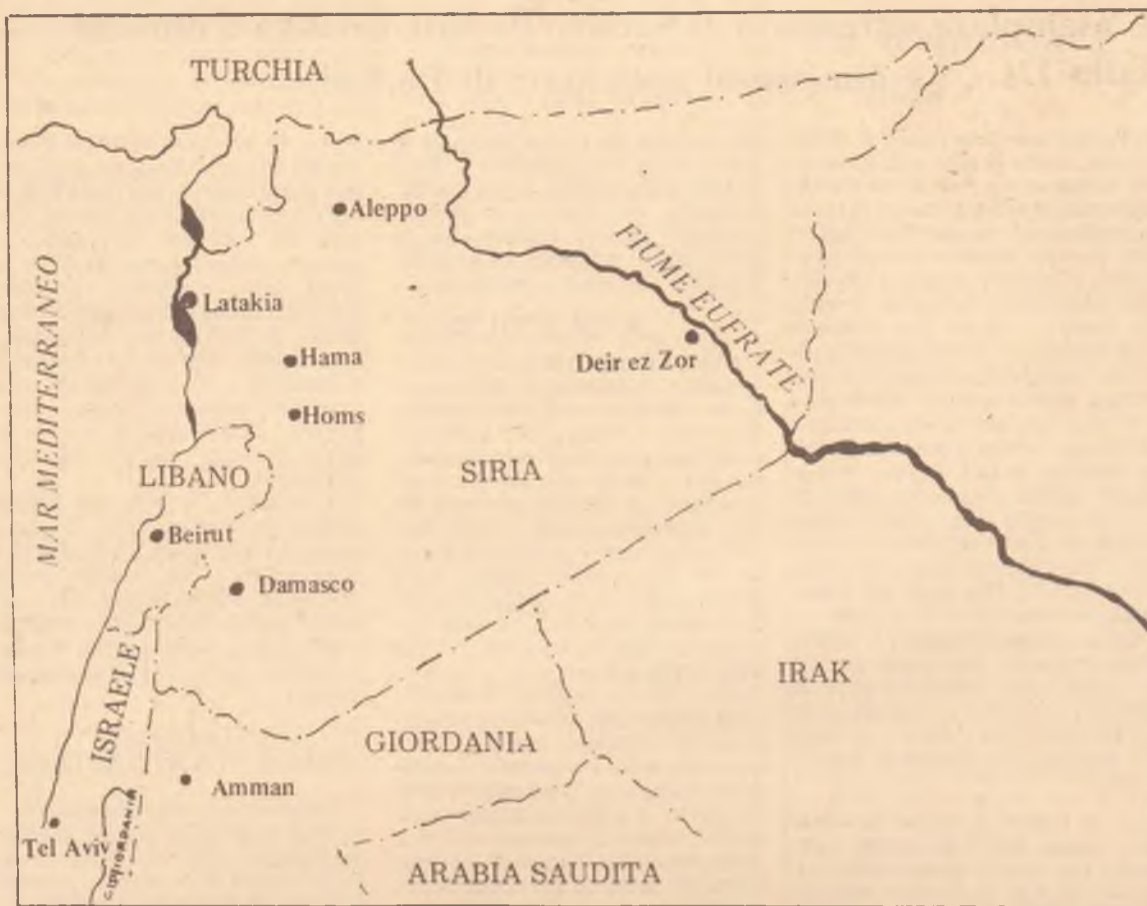 TURCHIA
Aleppo
FIUME EUFRATE
MAR MEDITERRANEO
Latakia
Hama
Deir ez Zor
Homs
LIBANO
SIRIA
Beirut
Damasco
ISRAELE
IRAK
GIORDANIA
Amman
CISGIORDANIA
Tel Aviv
ARABIA SAUDITA